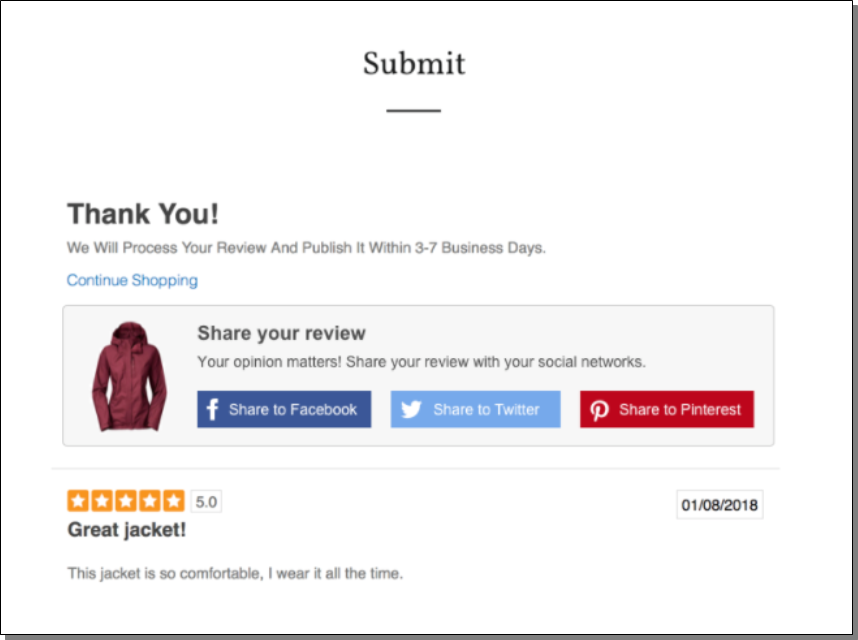 Submit
Thank You!
We Will Process Your Review And Publish It Within 3-7 Business Days.
Continue Shopping
Share your review
Your opinion matters! Share your review with your social networks.
Share to Facebook
Share to Twitter
Share to Pinterest
5.0
01/08/2018
Great jacket!
This jacket is so comfortable, I wear it all the time.